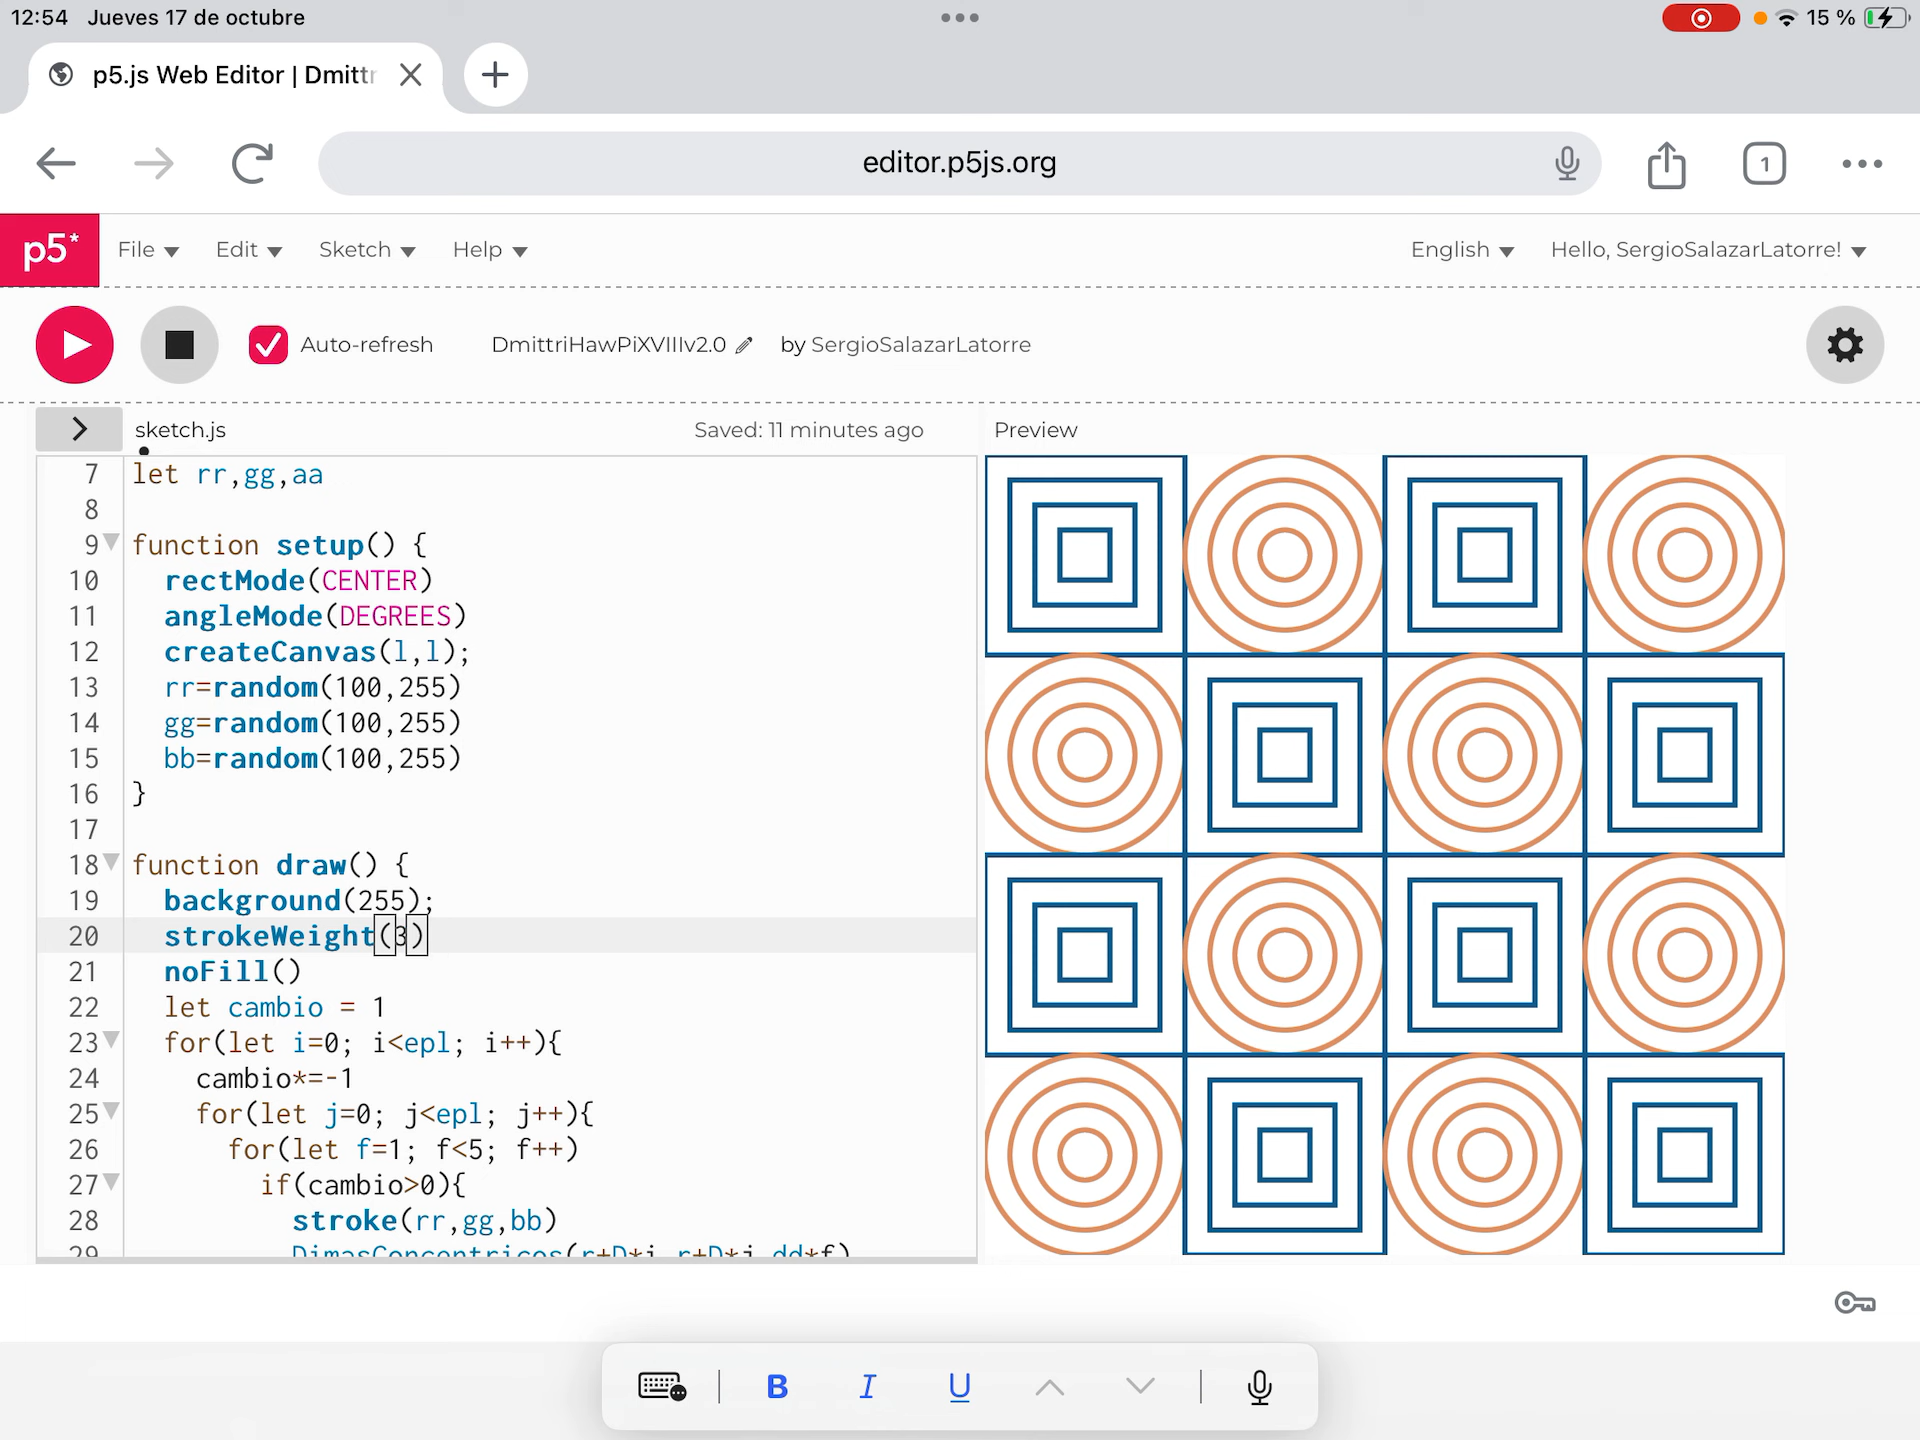 12:54 Jueves 17 de octubre
15 %
p5.js Web Editor | Dmittr
editor.p5js.org
1
p5* File Edit Sketch Help English Hello, SergioSalazarLatorre!
Auto-refresh DmittriHawPiXVIIIv2.0 by SergioSalazarLatorre
sketch.js Saved: 11 minutes ago Preview
7 let rr,gg,aa
8
9 function setup() {
10 rectMode(CENTER)
11 angleMode(DEGREES)
12 createCanvas(l,l);
13 rr=random(100,255)
14 gg=random(100,255)
15 bb=random(100,255)
16 }
17
18 function draw() {
19 background(255);
20 strokeWeight(3)
21 noFill()
22 let cambio = 1
23 for(let i=0; i<epl; i++){
24 cambio*=-1
25 for(let j=0; j<epl; j++){
26 for(let f=1; f<5; f++)
27 if(cambio>0){
28 stroke(rr,gg,bb)
29 DimasConcentricos(r+D*i,r+D*j,dd*f)
B I U